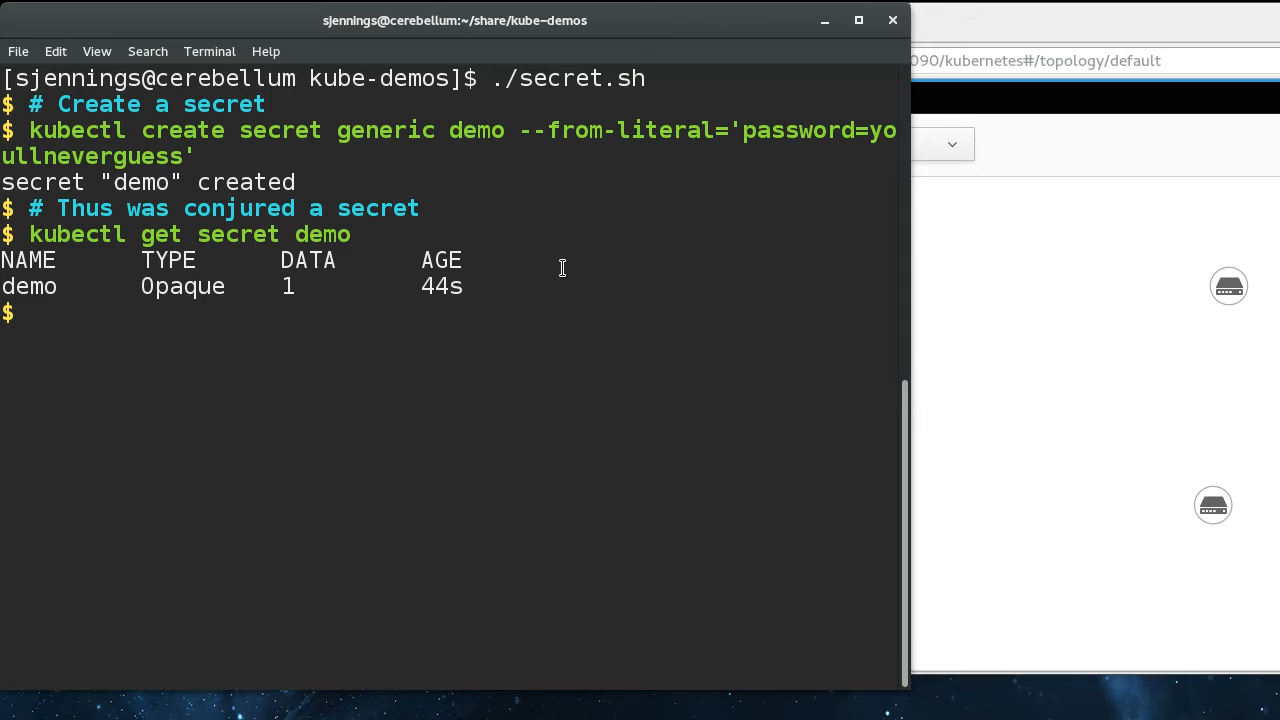 sjennings@cerebellum:~/share/kube-demos
File Edit View Search Terminal Help
090/kubernetes#/topology/default
[sjennings@cerebellum kube-demos]$ ./secret.sh
$ # Create a secret
$ kubectl create secret generic demo --from-literal='password=yo
ullneverguess'
secret "demo" created
$ # Thus was conjured a secret
$ kubectl get secret demo
NAME      TYPE      DATA      AGE
demo      Opaque    1         44s
$